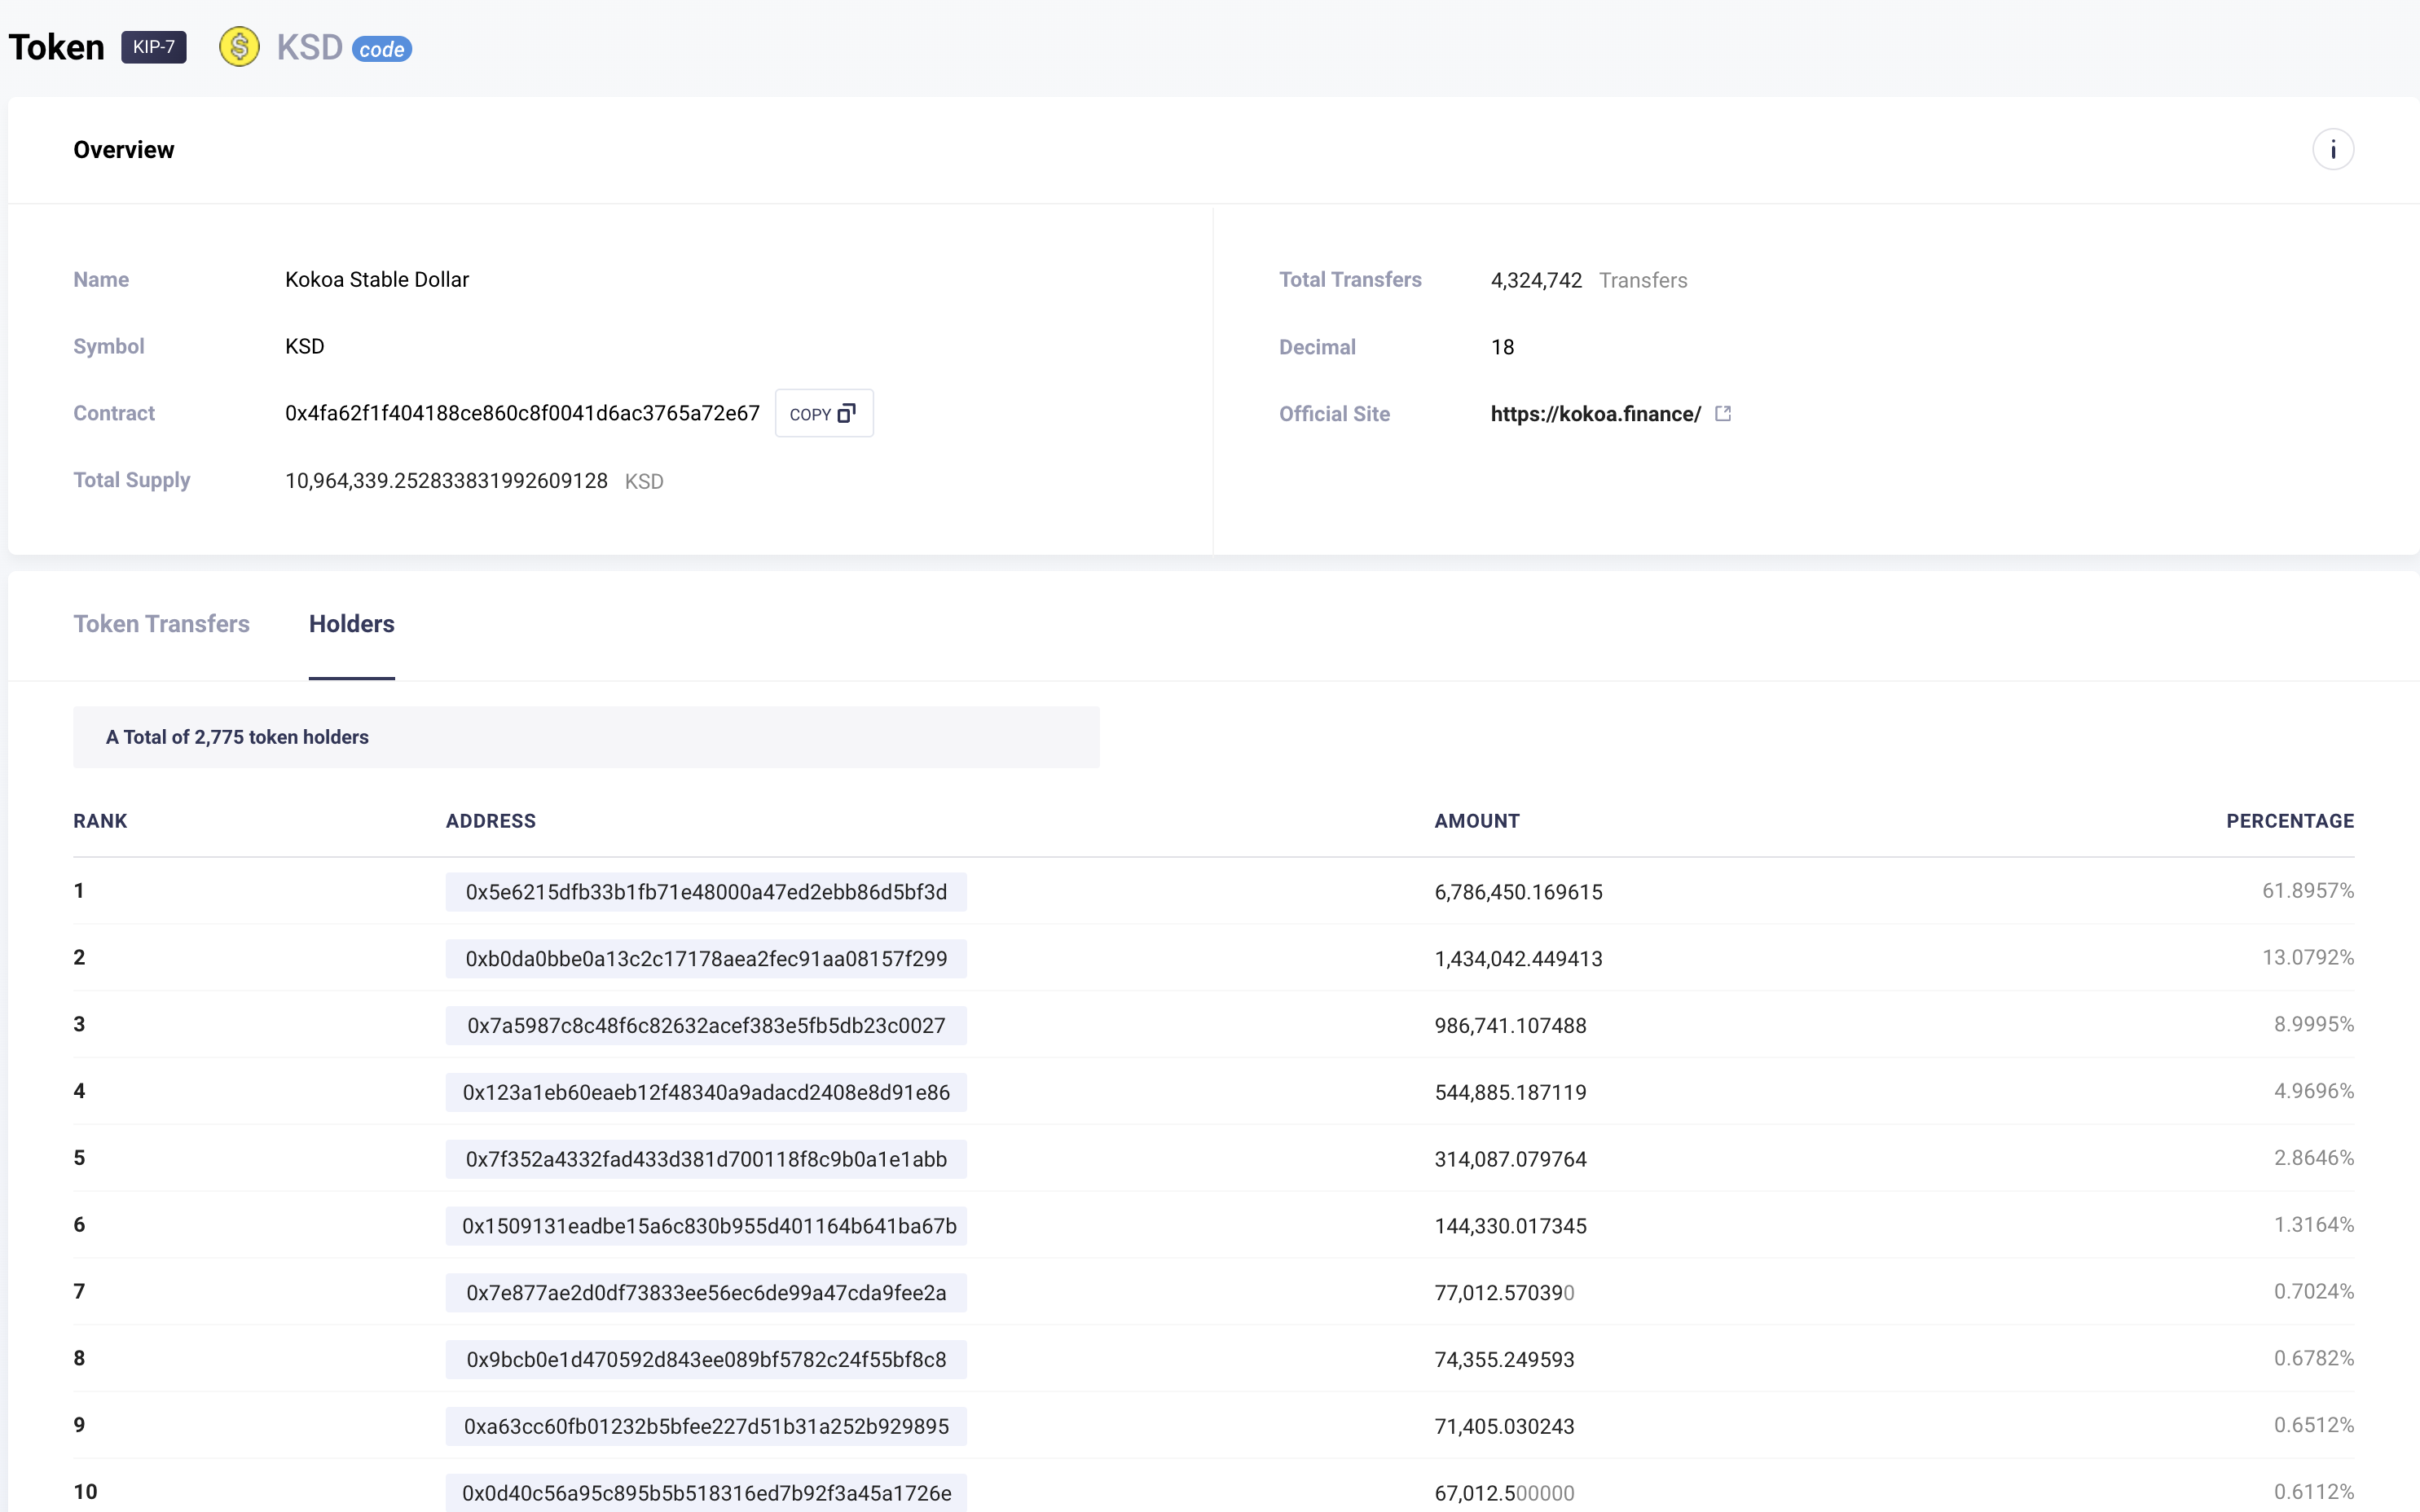 Token KIP-7 KSD code
Overview
Name Kokoa Stable Dollar
Symbol KSD
Contract 0x4fa62f1f404188ce860c8f0041d6ac3765a72e67 COPY
Total Supply 10,964,339.252833831992609128 KSD
Total Transfers 4,324,742 Transfers
Decimal 18
Official Site https://kokoa.finance/
Token Transfers Holders
A Total of 2,775 token holders
RANK ADDRESS AMOUNT PERCENTAGE
1 0x5e6215dfb33b1fb71e48000a47ed2ebb86d5bf3d 6,786,450.169615 61.8957%
2 0xb0da0bbe0a13c2c17178aea2fec91aa08157f299 1,434,042.449413 13.0792%
3 0x7a5987c8c48f6c82632acef383e5fb5db23c0027 986,741.107488 8.9995%
4 0x123a1eb60eaeb12f48340a9adacd2408e8d91e86 544,885.187119 4.9696%
5 0x7f352a4332fad433d381d700118f8c9b0a1e1abb 314,087.079764 2.8646%
6 0x1509131eadbe15a6c830b955d401164b641ba67b 144,330.017345 1.3164%
7 0x7e877ae2d0df73833ee56ec6de99a47cda9fee2a 77,012.570390 0.7024%
8 0x9bcb0e1d470592d843ee089bf5782c24f55bf8c8 74,355.249593 0.6782%
9 0xa63cc60fb01232b5bfee227d51b31a252b929895 71,405.030243 0.6512%
10 0x0d40c56a95c895b5b518316ed7b92f3a45a1726e 67,012.500000 0.6112%